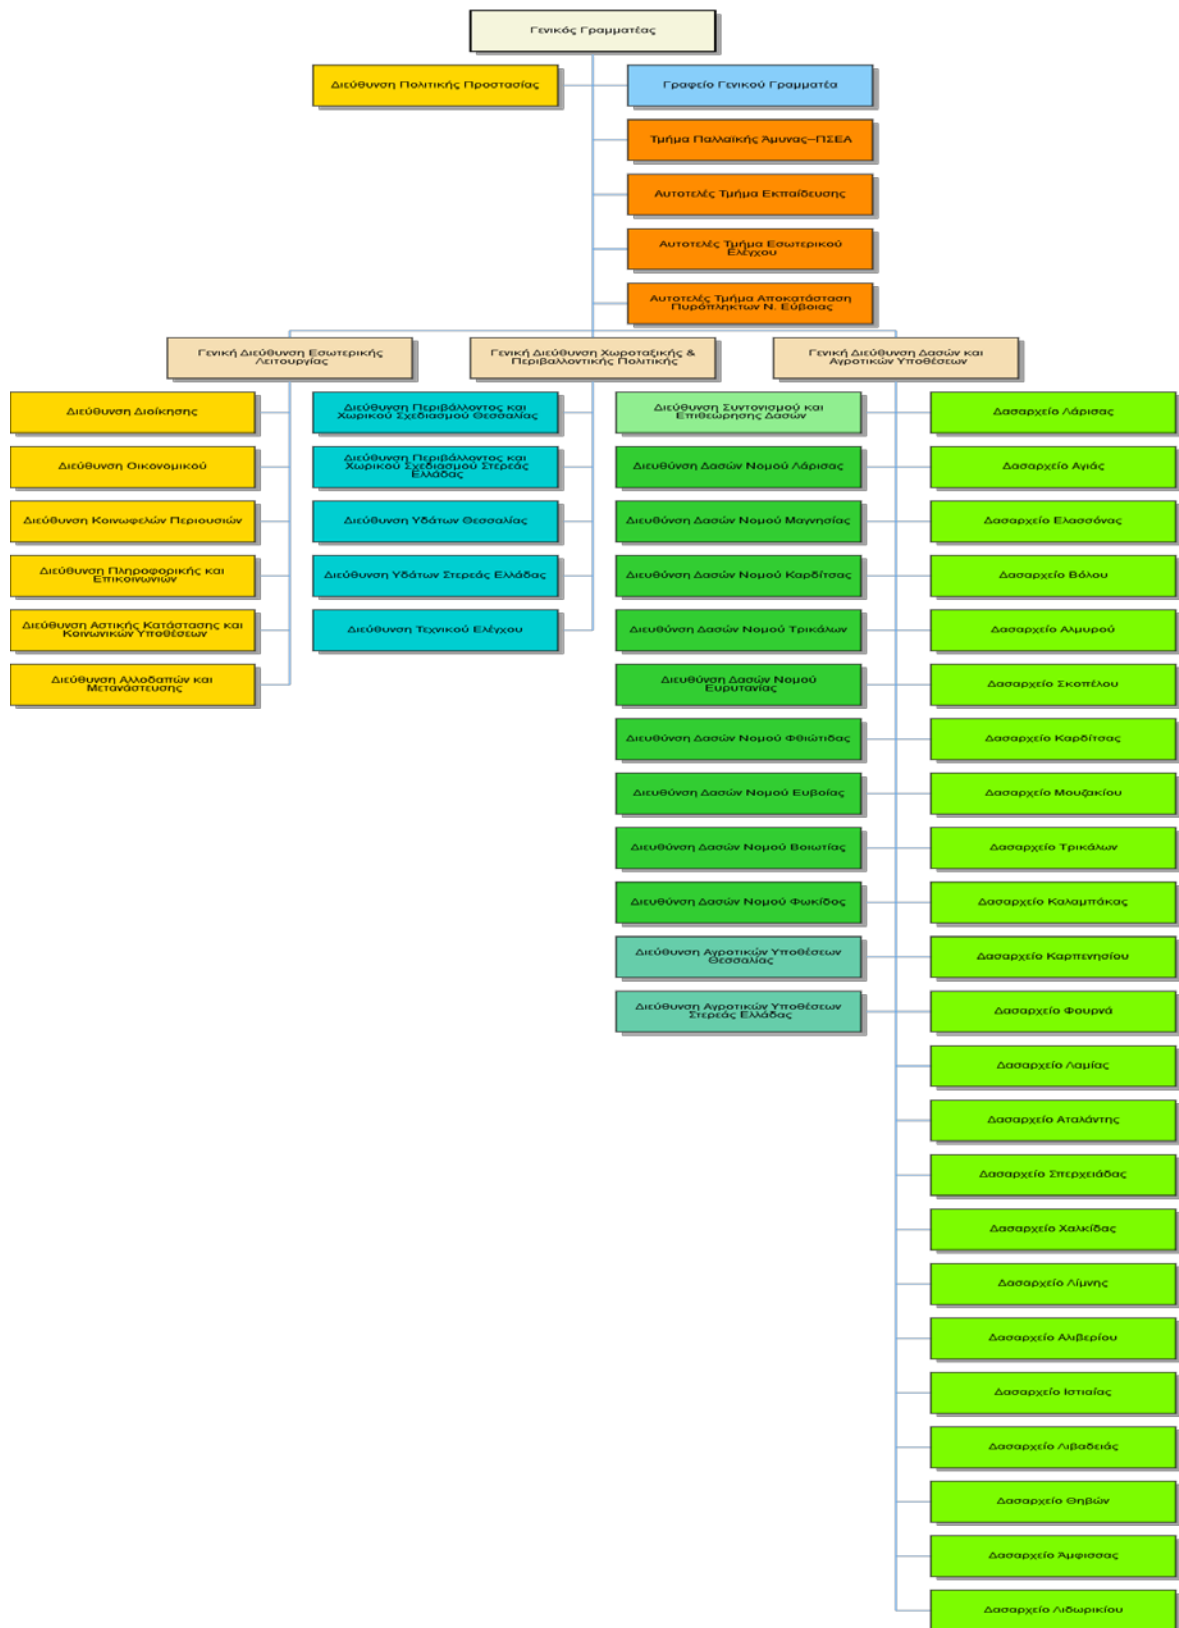 Γενικός Γραμματέας
Διεύθυνση Πολιτικής Προστασίας
Γραφείο Γενικού Γραμματέα
Τμήμα Παλλαϊκής Άμυνας–ΠΣΕΑ
Αυτοτελές Τμήμα Εκπαίδευσης
Αυτοτελές Τμήμα Εσωτερικού
Ελέγχου
Αυτοτελές Τμήμα Αποκατάσταση
Πυρόπληκτων Ν. Εύβοιας
Γενική Διεύθυνση Εσωτερικής
Λειτουργίας
Γενική Διεύθυνση Χωροταξικής &
Περιβαλλοντικής Πολιτικής
Γενική Διεύθυνση Δασών και
Αγροτικών Υποθέσεων
Διεύθυνση Διοίκησης
Διεύθυνση Οικονομικού
Διεύθυνση Κοινωφελών Περιουσιών
Διεύθυνση Πληροφορικής και
Επικοινωνιών
Διεύθυνση Αστικής Κατάστασης και
Κοινωνικών Υποθέσεων
Διεύθυνση Αλλοδαπών και
Μετανάστευσης
Διεύθυνση Περιβάλλοντος και
Χωρικού Σχεδιασμού Θεσσαλίας
Διεύθυνση Περιβάλλοντος και
Χωρικού Σχεδιασμού Στερεάς
Ελλάδας
Διεύθυνση Υδάτων Θεσσαλίας
Διεύθυνση Υδάτων Στερεάς Ελλάδας
Διεύθυνση Τεχνικού Ελέγχου
Διεύθυνση Συντονισμού και
Επιθεώρησης Δασών
Διευθύνση Δασών Νομού Λάρισας
Διευθύνση Δασών Νομού Μαγνησίας
Διευθύνση Δασών Νομού Καρδίτσας
Διευθύνση Δασών Νομού Τρικάλων
Διευθύνση Δασών Νομού
Ευρυτανίας
Διευθύνση Δασών Νομού Φθιώτιδας
Διευθύνση Δασών Νομού Ευβοίας
Διευθύνση Δασών Νομού Βοιωτίας
Διευθύνση Δασών Νομού Φωκίδος
Διεύθυνση Αγροτικών Υποθέσεων
Θεσσαλίας
Διεύθυνση Αγροτικών Υποθέσεων
Στερεάς Ελλάδας
Δασαρχείο Λάρισας
Δασαρχείο Αγιάς
Δασαρχείο Ελασσόνας
Δασαρχείο Βόλου
Δασαρχείο Αλμυρού
Δασαρχείο Σκοπέλου
Δασαρχείο Καρδίτσας
Δασαρχείο Μουζακίου
Δασαρχείο Τρικάλων
Δασαρχείο Καλαμπάκας
Δασαρχείο Καρπενησίου
Δασαρχείο Φουρνά
Δασαρχείο Λαμίας
Δασαρχείο Αταλάντης
Δασαρχείο Σπερχειάδας
Δασαρχείο Χαλκίδας
Δασαρχείο Λίμνης
Δασαρχείο Αλιβερίου
Δασαρχείο Ιστιαίας
Δασαρχείο Λιβαδειάς
Δασαρχείο Θηβών
Δασαρχείο Άμφισσας
Δασαρχείο Λιδωρικίου